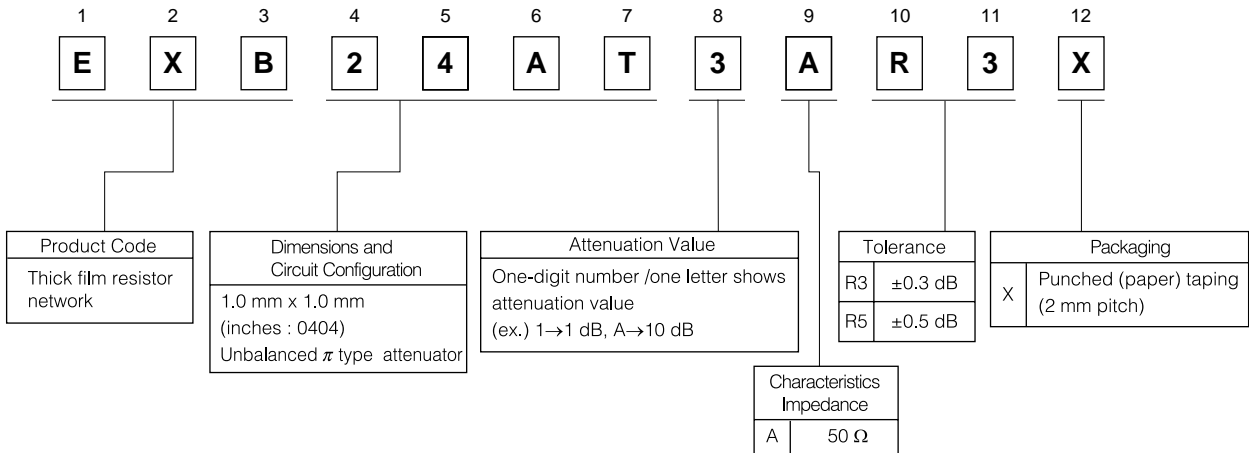 1 2 3 4 5 6 7 8 9 10 11 12
E X B 2 4 A T 3 A R 3 X
Product Code
Thick film resistor
network
Dimensions and
Circuit Configuration
1.0 mm x 1.0 mm
(inches : 0404)
Unbalanced π type attenuator
Attenuation Value
One-digit number /one letter shows
attenuation value
(ex.) 1→1 dB, A→10 dB
Characteristics
Impedance
A 50 Ω
Tolerance
R3 ±0.3 dB
R5 ±0.5 dB
Packaging
X Punched (paper) taping
(2 mm pitch)